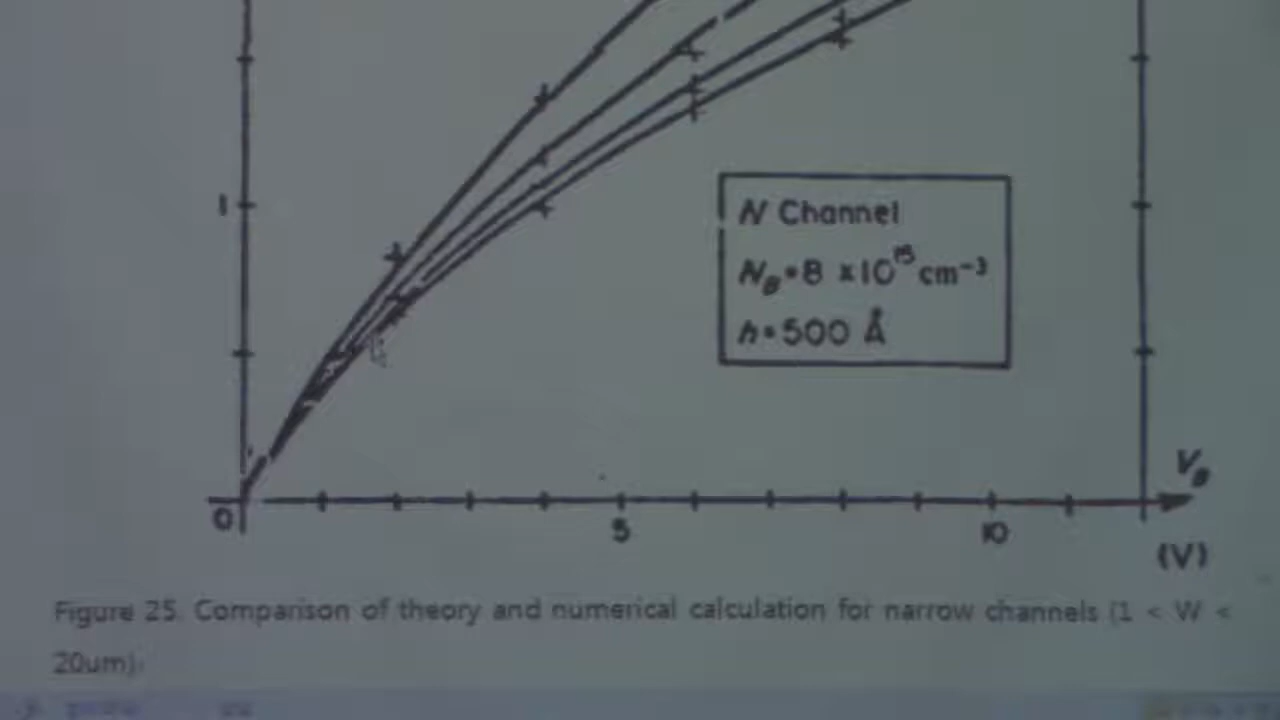 1
N Channel
N_B = 8 × 10^15 cm^-3
h = 500 Å
V_B
0
5
10
(V)
Figure 25. Comparison of theory and numerical calculation for narrow channels (1 < W <
20um).